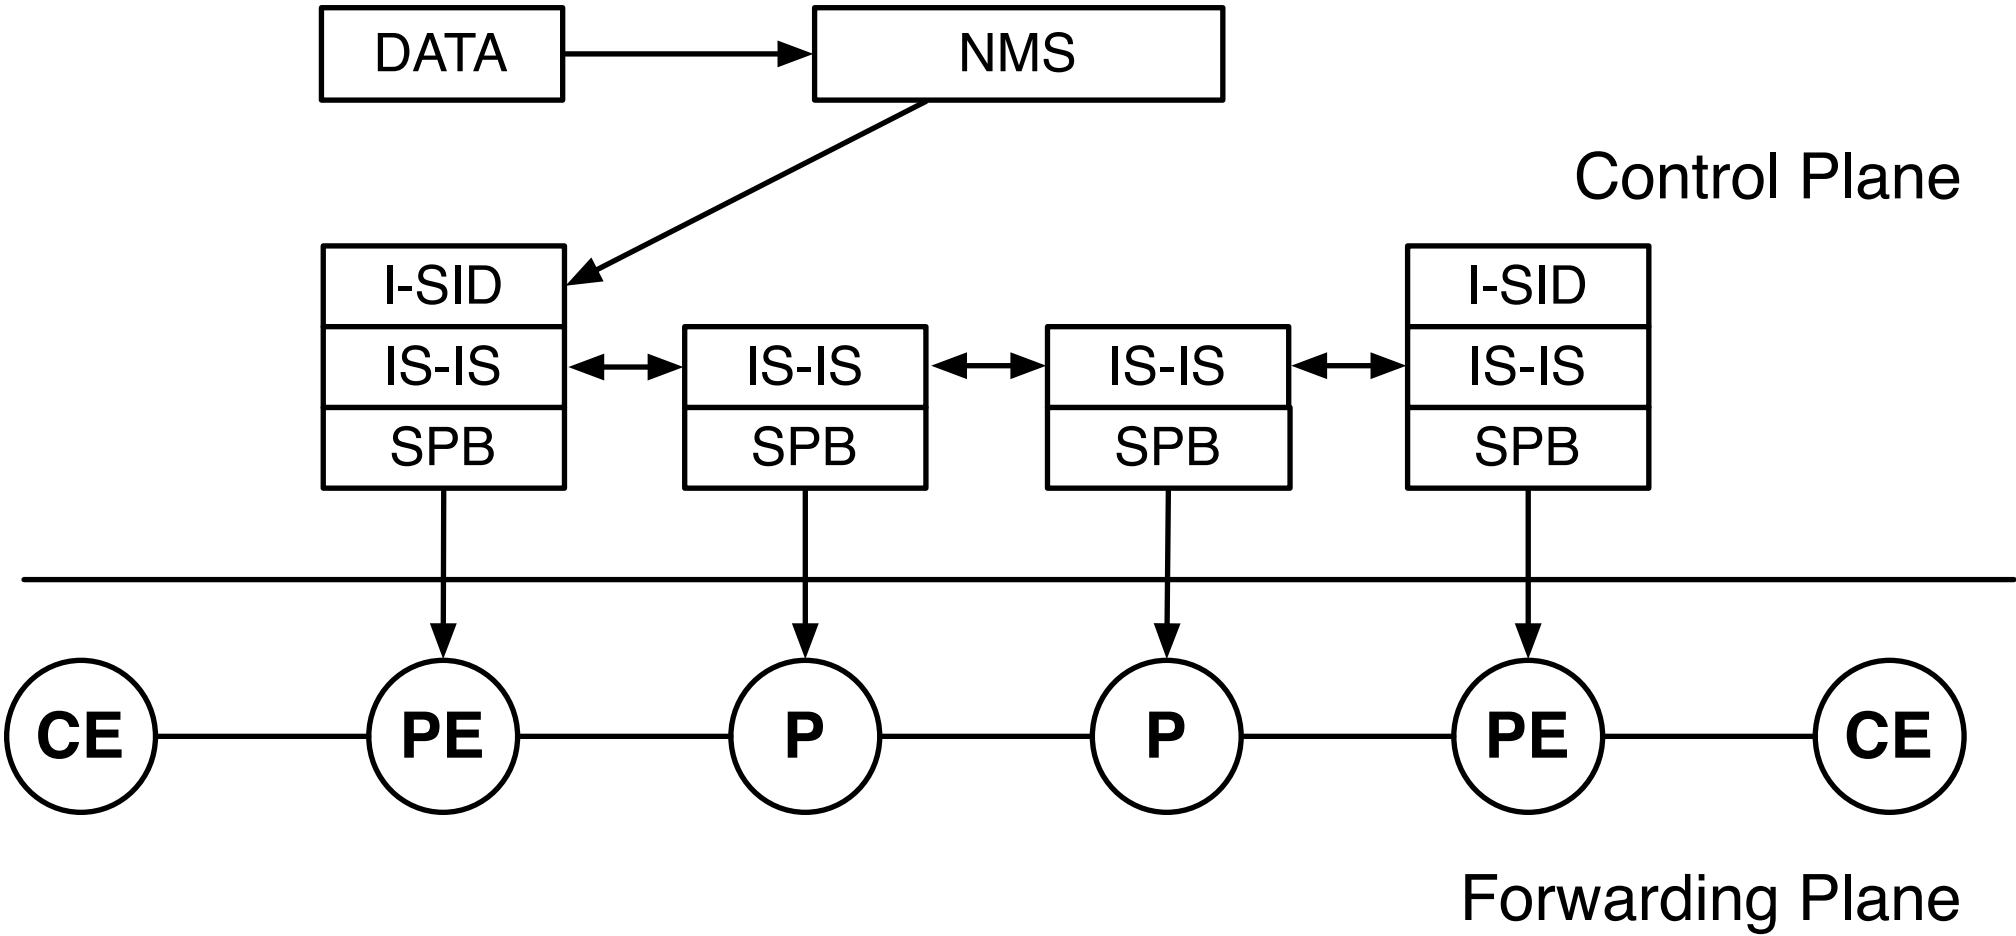 DATA NMS
Control Plane
I-SID I-SID
IS-IS IS-IS IS-IS IS-IS
SPB SPB SPB SPB
CE PE P P PE CE
Forwarding Plane